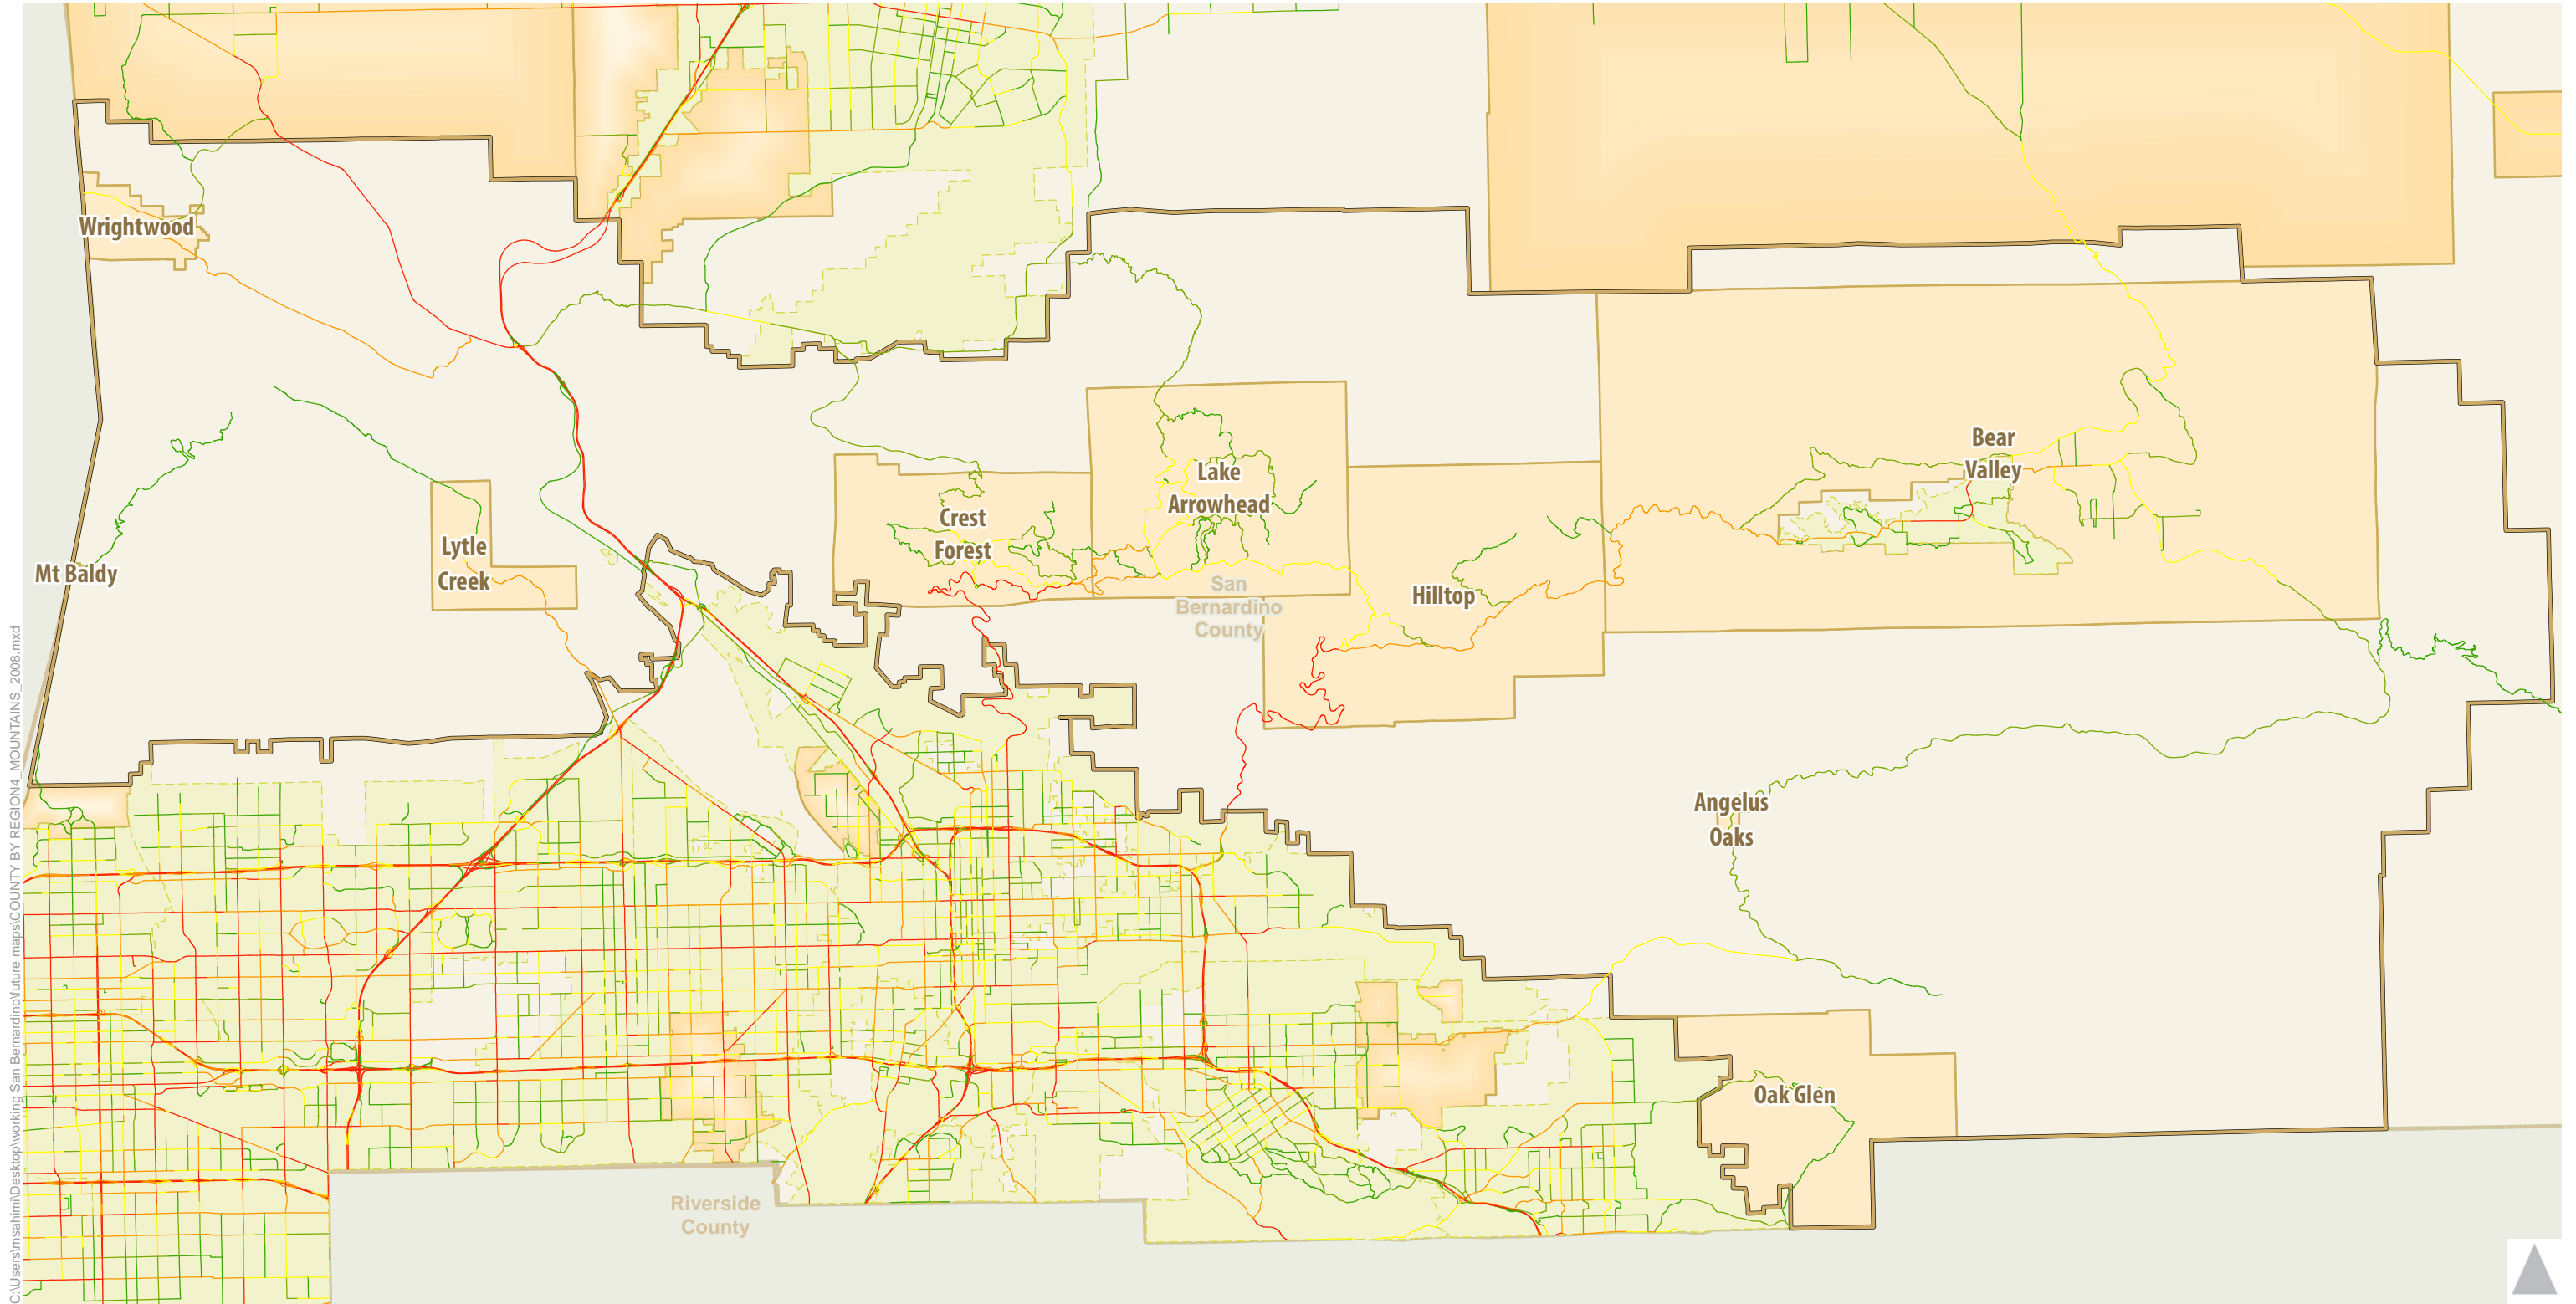 Wrightwood
Bear
Valley
Lake
Arrowhead
Crest
Forest
Lytle
Creek
Mt Baldy
San
Bernardino
County
Hilltop
Angelus
Oaks
Oak Glen
Riverside
County
C:\Users\msahimi\Desktop\working San Bernardino\future maps\COUNTY BY REGION4_MOUNTAINS_2008.mxd